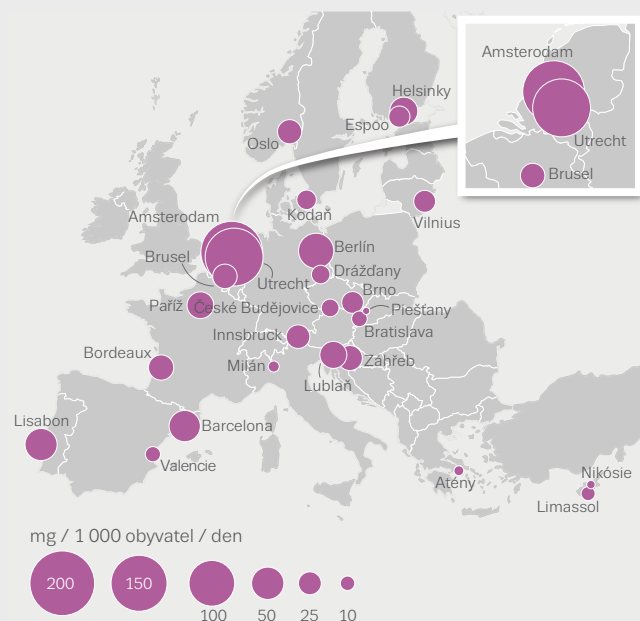 Amsterdam
Helsinky
Espoo
Oslo
Utrecht
Brusel
Amsterodam
Kodaň
Vilnius
Berlín
Brusel
Drážďany
Utrecht
Brno
Paříž
České Budějovice
Piešťany
Innsbruck
Bratislava
Bordeaux
Milán
Záhřeb
Lublaň
Lisabon
Barcelona
Valencie
Atény
Nikósie
Limassol
mg / 1 000 obyvatel / den
200
150
100
50
25
10